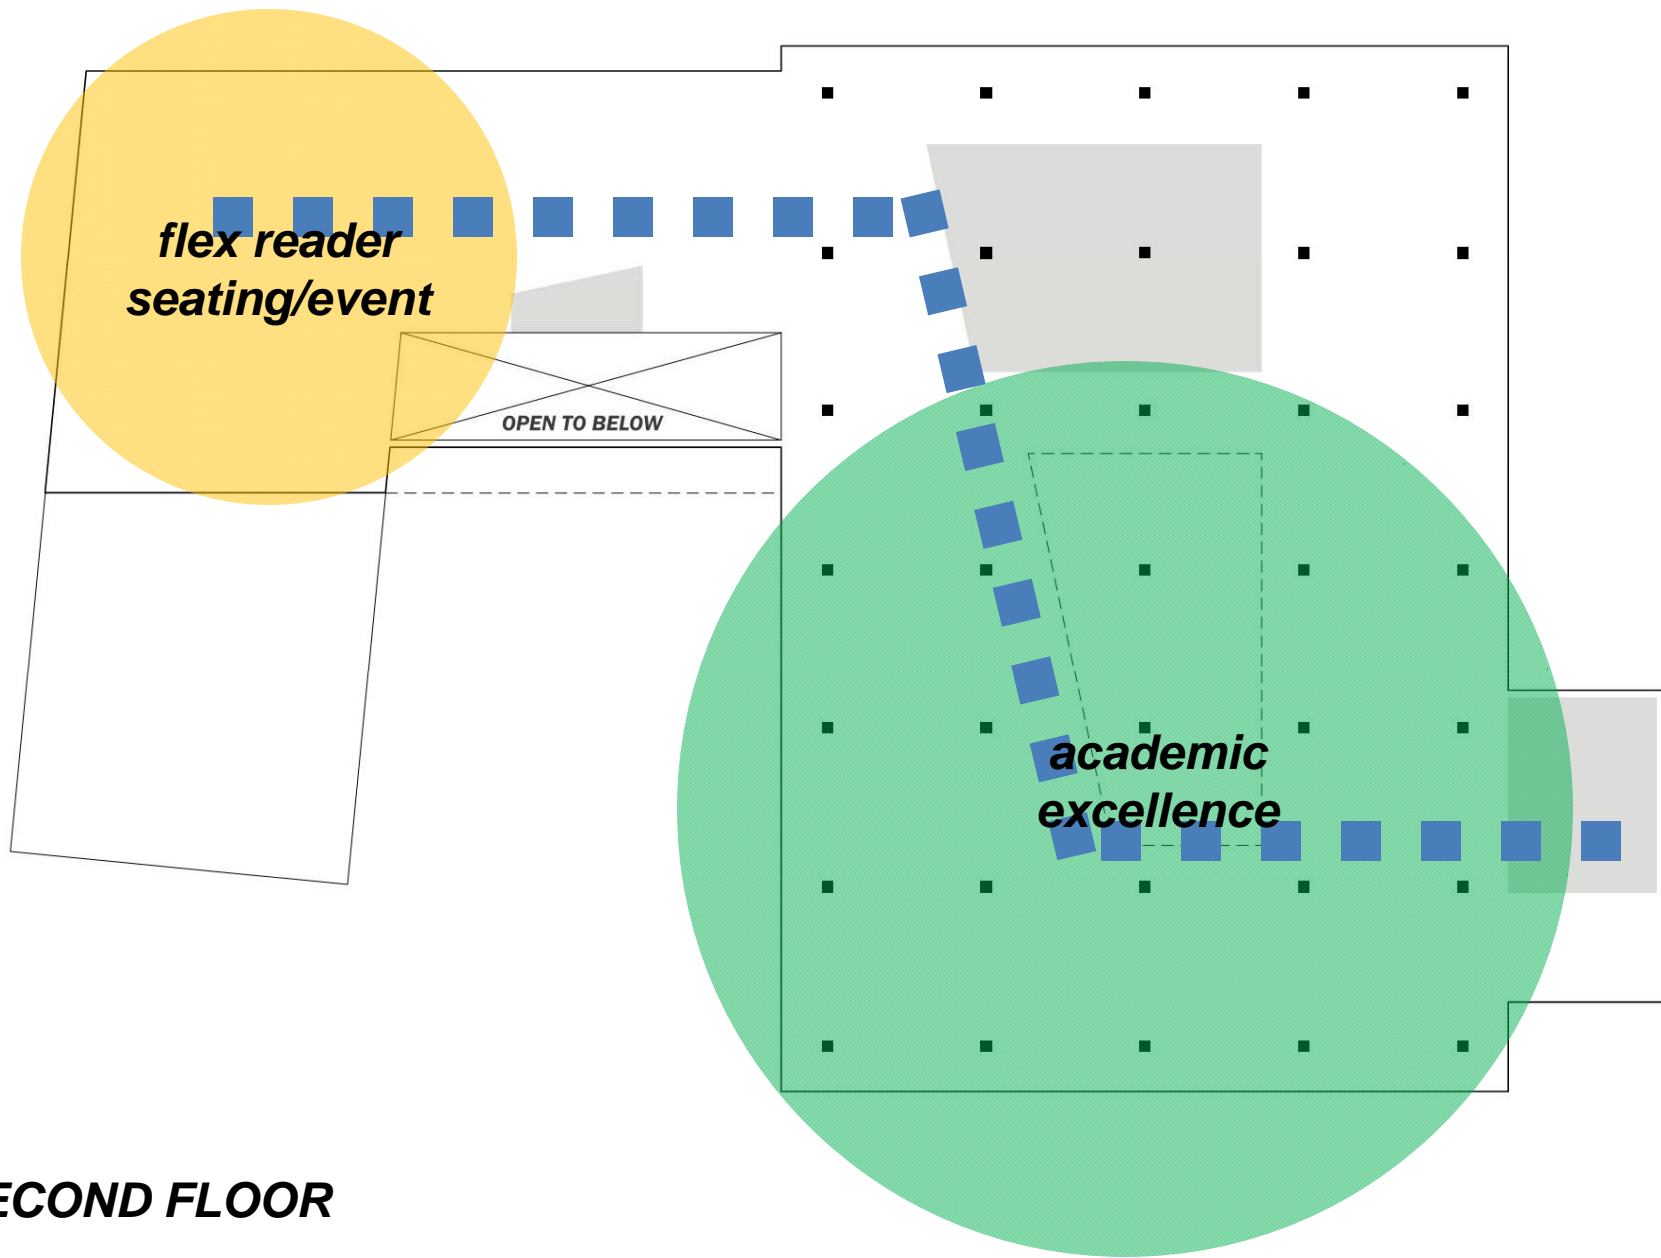 flex reader
seating/event
OPEN TO BELOW
academic
excellence
ECOND FLOOR